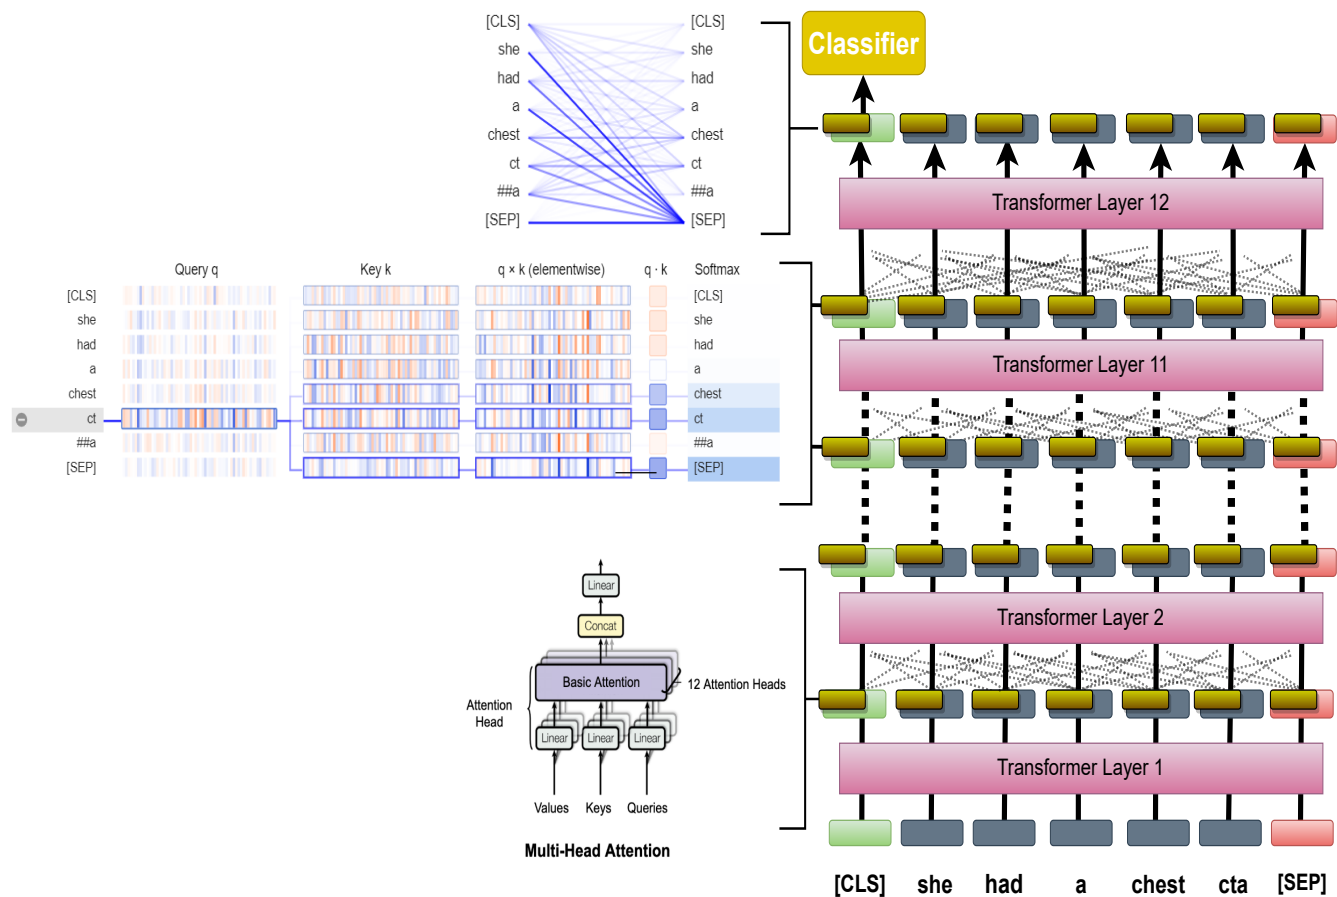 [CLS] [CLS]
she she
had had
a a
chest chest
ct ct
##a ##a
[SEP] [SEP]
Classifier
Transformer Layer 12
Query q Key k q × k (elementwise) q · k Softmax
[CLS] [CLS]
she she
had had
a a
chest chest
ct ct
##a ##a
[SEP] [SEP]
Transformer Layer 11
Linear
Concat
Basic Attention
12 Attention Heads
Attention
Head
Linear Linear Linear
Values Keys Queries
Multi-Head Attention
Transformer Layer 2
Transformer Layer 1
[CLS] she had a chest cta [SEP]